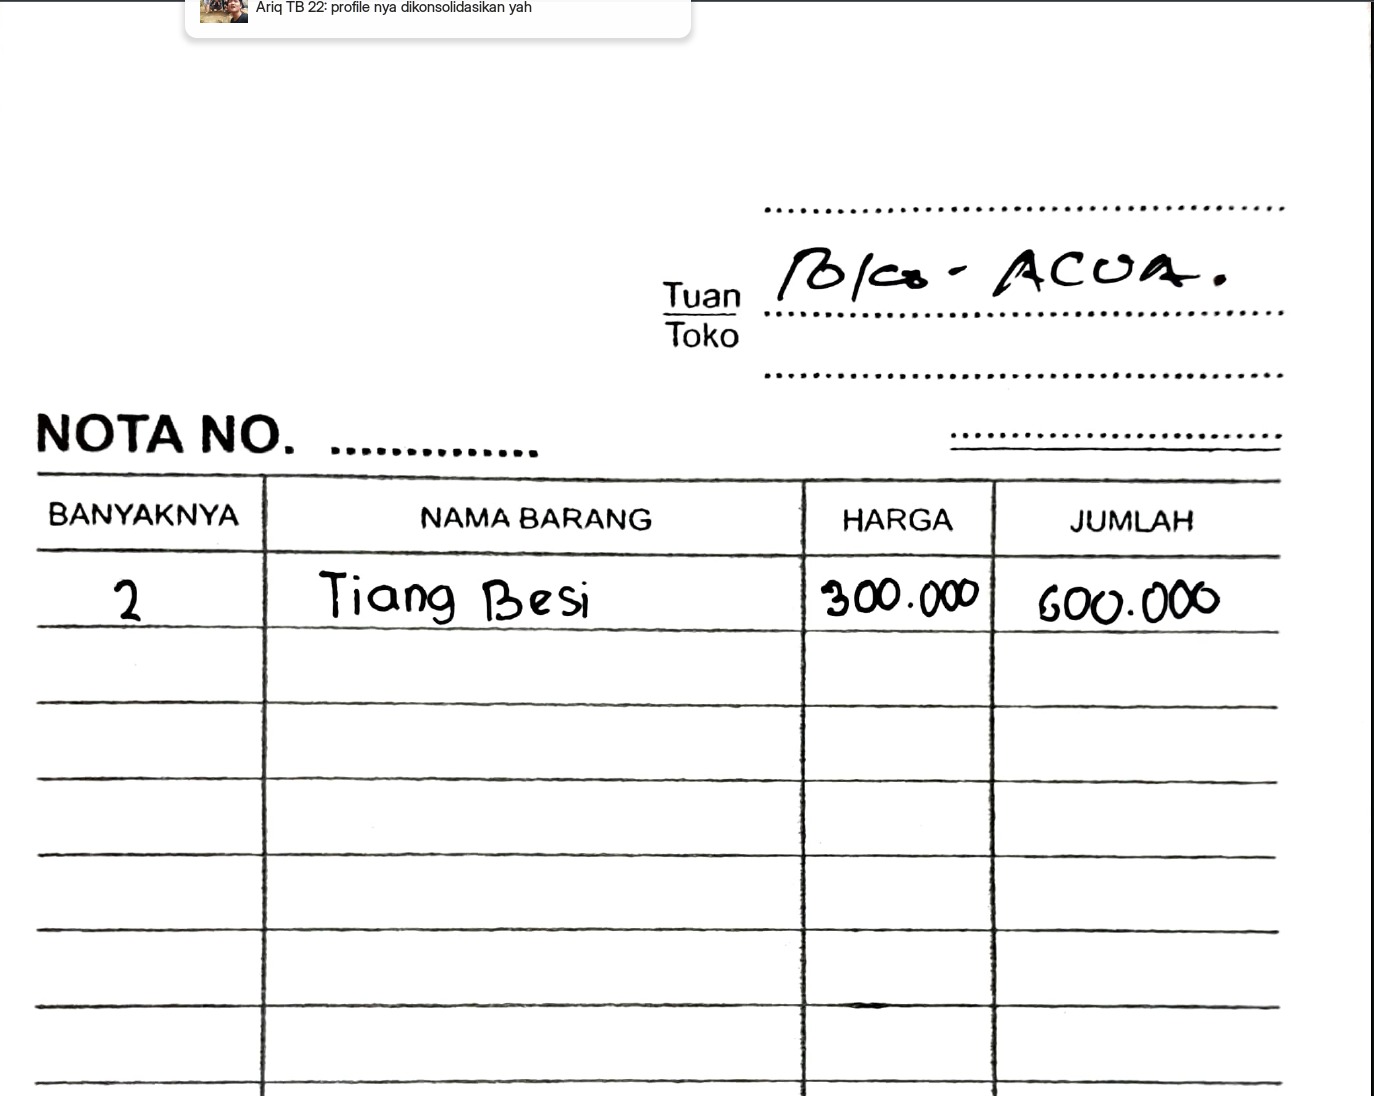 Ariq TB 22: profile nya dikonsolidasikan yah
Tuan
Toko
ACUA.
NOTA NO. ..............
BANYAKNYA NAMA BARANG HARGA JUMLAH
2 Tiang Besi 300.000 600.000